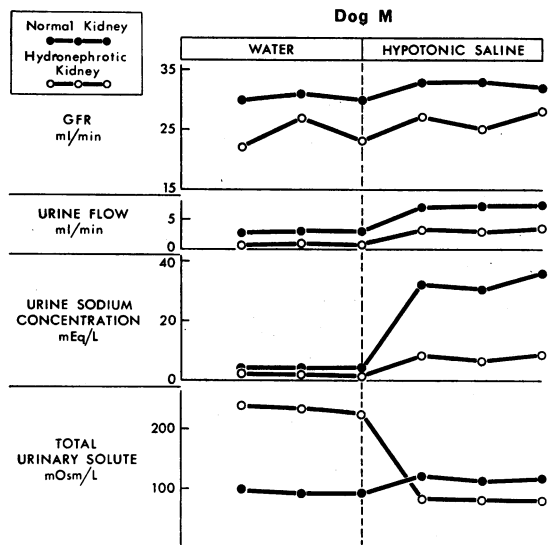 Dog M
Normal Kidney
Hydronephrotic
Kidney
WATER
HYPOTONIC SALINE
GFR
ml/min
35
25
15
URINE FLOW
ml/min
5
0
URINE SODIUM
CONCENTRATION
mEq/L
40
20
0
TOTAL
URINARY SOLUTE
mOsm/L
200
100